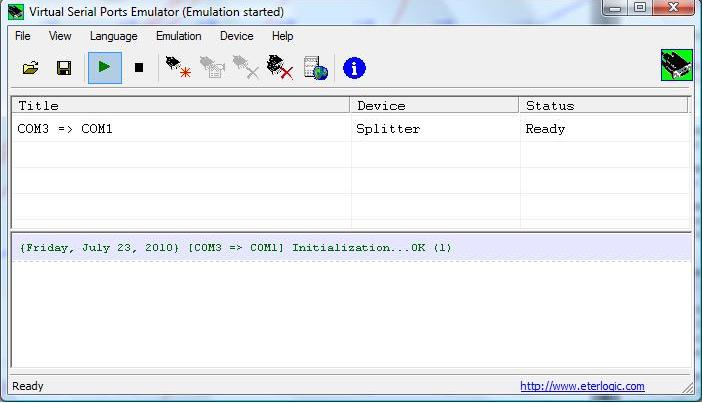 Virtual Serial Ports Emulator (Emulation started)
File View Language Emulation Device Help
Title Device Status
COM3 => COM1 Splitter Ready
{Friday, July 23, 2010} [COM3 => COM1] Initialization...OK (1)
Ready http://www.eterlogic.com